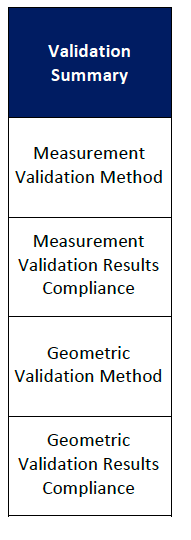 Validation
Summary
Measurement
Validation Method
Measurement
Validation Results
Compliance
Geometric
Validation Method
Geometric
Validation Results
Compliance